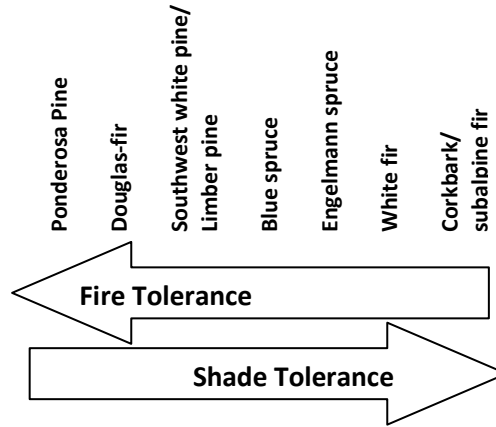 Ponderosa Pine
Douglas-fir
Southwest white pine/
Limber pine
Blue spruce
Engelmann spruce
White fir
Corkbark/
subalpine fir
Fire Tolerance
Shade Tolerance